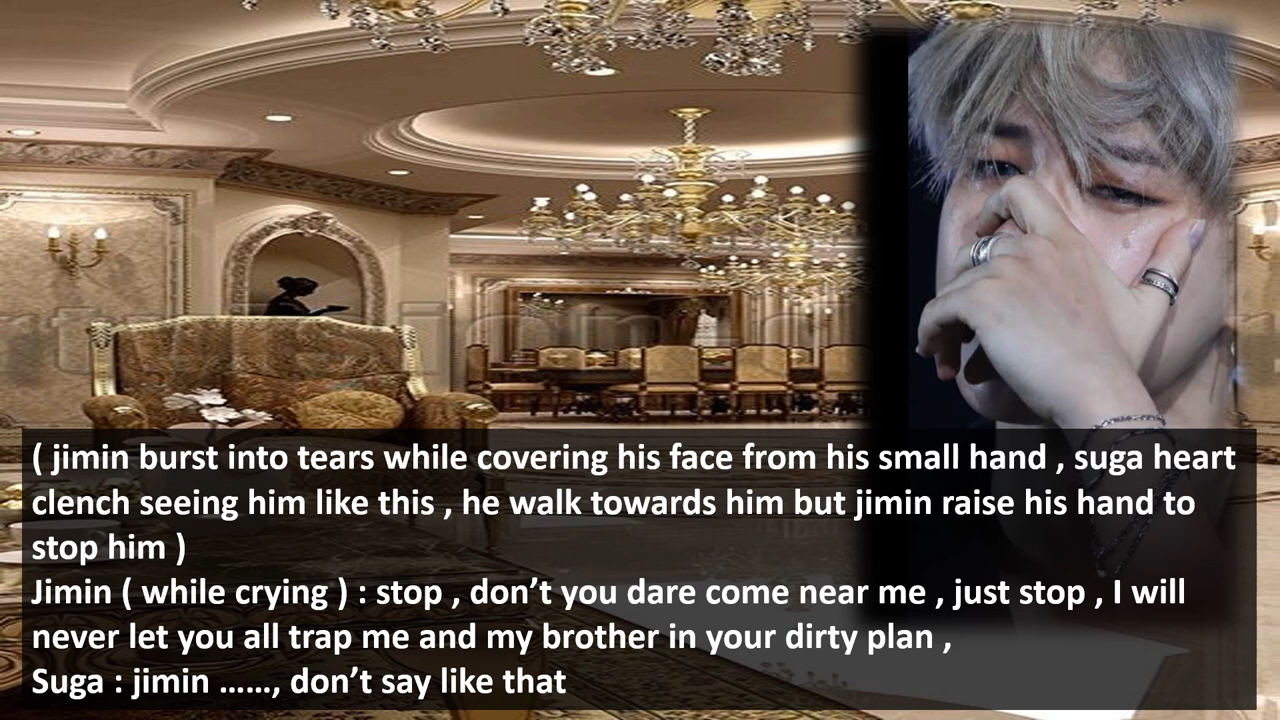 ( jimin burst into tears while covering his face from his small hand , suga heart
clench seeing him like this , he walk towards him but jimin raise his hand to
stop him )
Jimin ( while crying ) : stop , don’t you dare come near me , just stop , I will
never let you all trap me and my brother in your dirty plan ,
Suga : jimin ……, don’t say like that